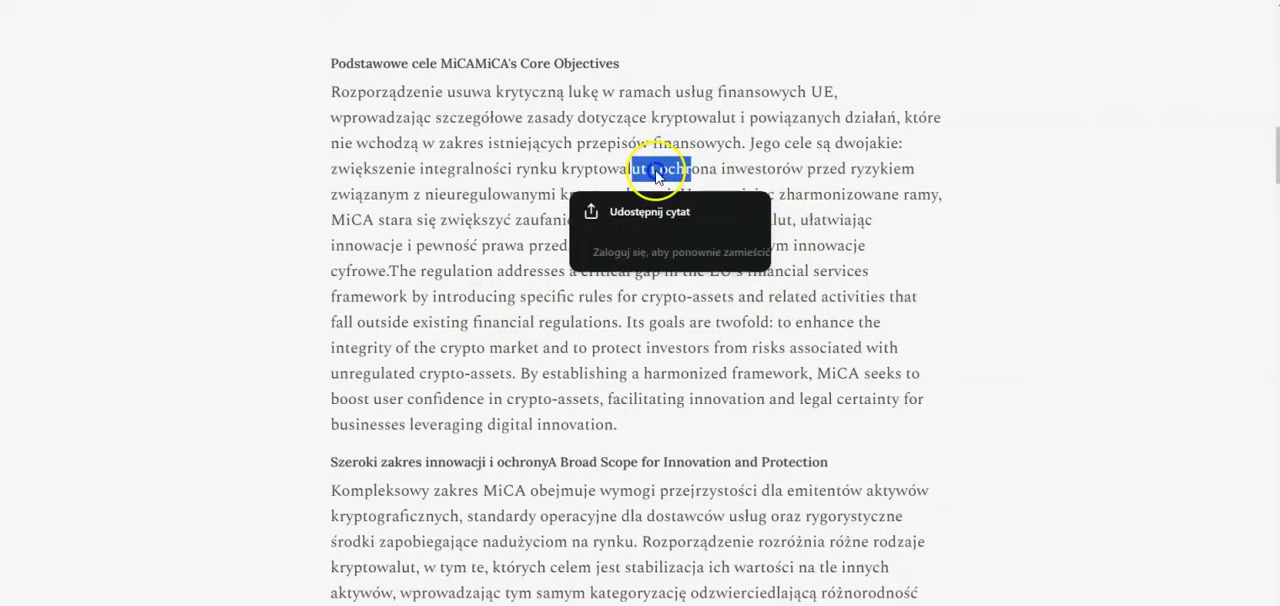 Podstawowe cele MiCAMiCA's Core Objectives
Rozporządzenie usuwa krytyczną lukę w ramach usług finansowych UE,
wprowadzając szczegółowe zasady dotyczące kryptowalut i powiązanych działań, które
nie wchodzą w zakres istniejących przepisów finansowych. Jego cele są dwojakie:
zwiększenie integralności rynku kryptowalut i ochrona inwestorów przed ryzykiem
związanym z nieuregulowanymi zharmonizowane ramy,
MiCA stara się zwiększyć ułatwiając
innowacje i pewność prawa innowacje
cyfrowe.The regulation addresses a critical gap in the EU's financial services
Udostępnij cytat
Zaloguj się, aby ponownie zamieścić
framework by introducing specific rules for crypto-assets and related activities that
fall outside existing financial regulations. Its goals are twofold: to enhance the
integrity of the crypto market and to protect investors from risks associated with
unregulated crypto-assets. By establishing a harmonized framework, MiCA seeks to
boost user confidence in crypto-assets, facilitating innovation and legal certainty for
businesses leveraging digital innovation.
Szeroki zakres innowacji i ochronyA Broad Scope for Innovation and Protection
Kompleksowy zakres MiCA obejmuje wymogi przejrzystości dla emitentów aktywów
kryptograficznych, standardy operacyjne dla dostawców usług oraz rygorystyczne
środki zapobiegające nadużyciom na rynku. Rozporządzenie rozróżnia różne rodzaje
kryptowalut, w tym te, których celem jest stabilizacja ich wartości na tle innych
aktywów, wprowadzając tym samym kategoryzację odzwierciedlającą różnorodność